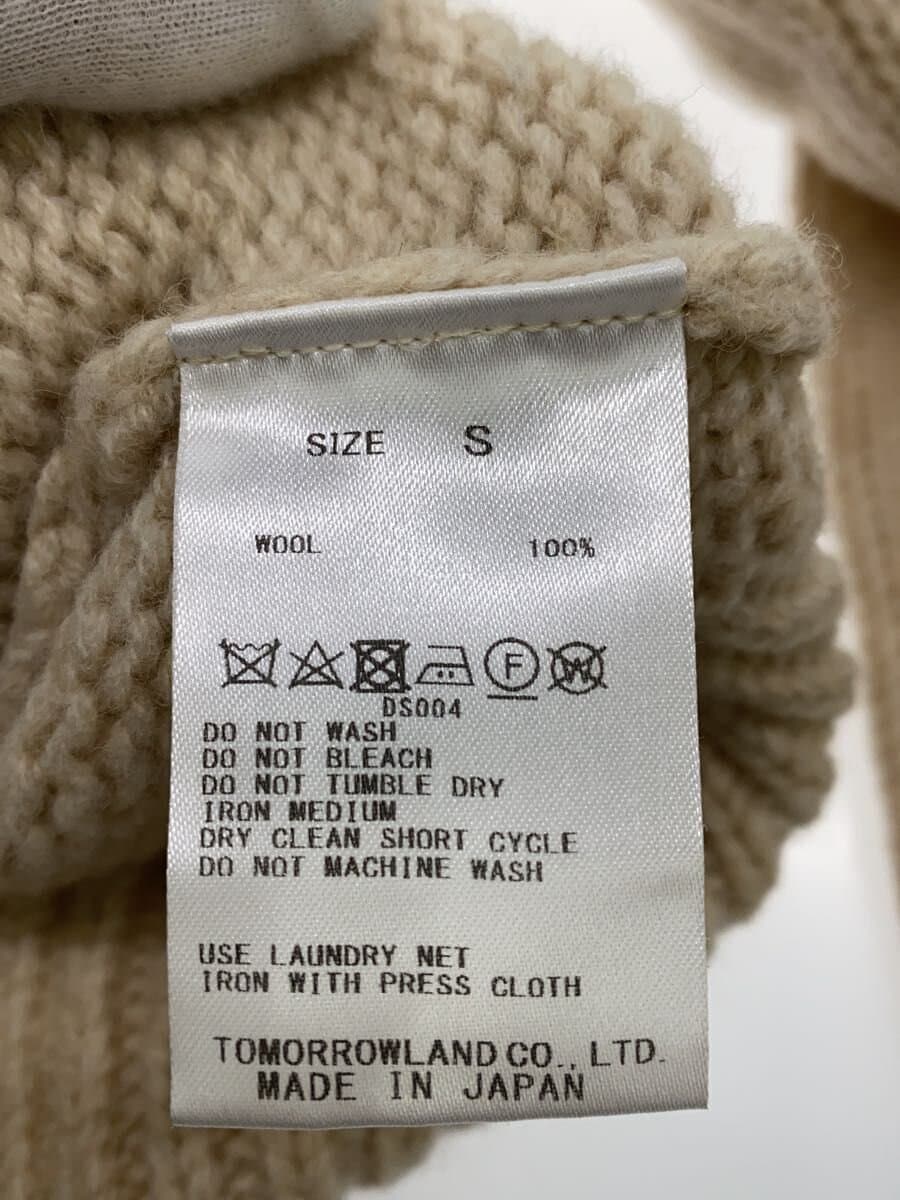 SIZE S
WOOL 100%
F W
DS004
DO NOT WASH
DO NOT BLEACH
DO NOT TUMBLE DRY
IRON MEDIUM
DRY CLEAN SHORT CYCLE
DO NOT MACHINE WASH
USE LAUNDRY NET
IRON WITH PRESS CLOTH
TOMORROWLAND CO., LTD.
MADE IN JAPAN